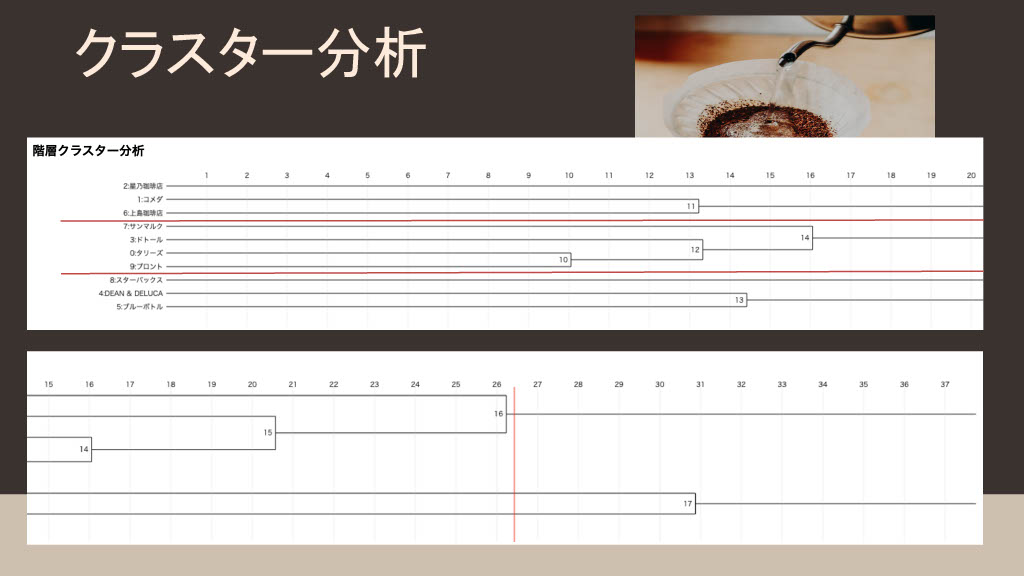 クラスター分析
階層クラスター分析
1 2 3 4 5 6 7 8 9 10 11 12 13 14 15 16 17 18 19 20
2:星乃珈琲店
1:コメダ
11
6:上島珈琲店
7:サンマルク
14
3:ドトール
12
0:タリーズ
10
9:プロント
8:スターバックス
4:DEAN & DELUCA
13
5:ブルーボトル
15 16 17 18 19 20 21 22 23 24 25 26 27 28 29 30 31 32 33 34 35 36 37
16
15
14
17